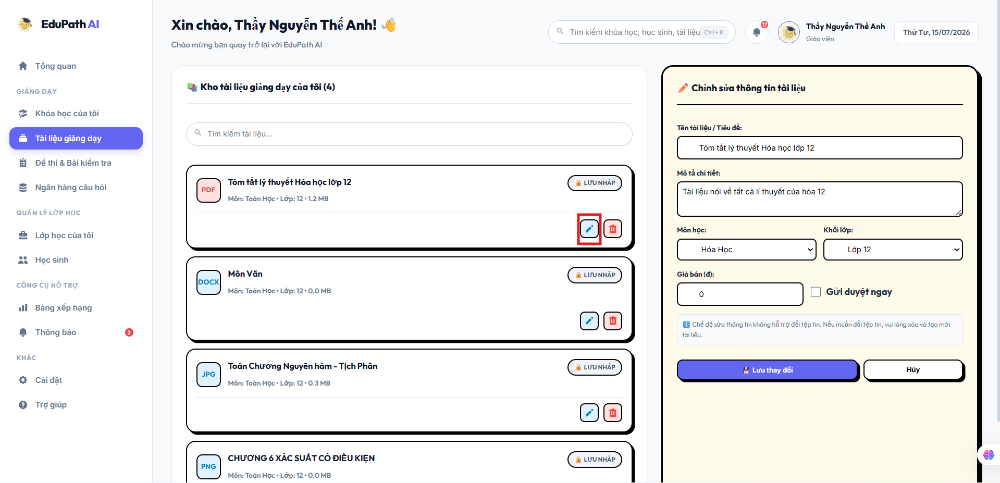 EduPath AI
Tổng quan
GIẢNG DẠY
Khóa học của tôi
Tài liệu giảng dạy
Đề thi & Bài kiểm tra
Ngân hàng câu hỏi
QUẢN LÝ LỚP HỌC
Lớp học của tôi
Học sinh
CÔNG CỤ HỖ TRỢ
Bảng xếp hạng
Thông báo 2
KHÁC
Cài đặt
Trợ giúp
Xin chào, Thầy Nguyễn Thế Anh! 👋
Chào mừng bạn quay trở lại với EduPath AI
Tìm kiếm khóa học, học sinh, tài liệu Ctrl + K
17
Thầy Nguyễn Thế Anh
Giáo viên
Thứ Tư, 15/07/2026
Kho tài liệu giảng dạy của tôi (4)
Tìm kiếm tài liệu...
PDF
Tóm tắt lý thuyết Hóa học lớp 12
Môn: Toán Học • Lớp: 12 • 1.2 MB
🔒 LƯU NHÁP
DOCX
Môn Văn
Môn: Toán Học • Lớp: 12 • 0.0 MB
🔒 LƯU NHÁP
JPG
Toán Chương Nguyên hàm - Tịch Phân
Môn: Toán Học • Lớp: 12 • 0.3 MB
🔒 LƯU NHÁP
PNG
CHƯƠNG 6 XÁC SUẤT CÓ ĐIỀU KIỆN
Môn: Toán Học • Lớp: 12 • 0.0 MB
🔒 LƯU NHÁP
Chỉnh sửa thông tin tài liệu
Tên tài liệu / Tiêu đề:
Tóm tắt lý thuyết Hóa học lớp 12
Mô tả chi tiết:
Tài liệu nói về tất cả lí thuyết của hóa 12
Môn học:
Hóa Học
Khối lớp:
Lớp 12
Giá bán (đ):
0
Gửi duyệt ngay
ℹ️ Chế độ sửa thông tin không hỗ trợ đổi tệp tin. Nếu muốn đổi tệp tin, vui lòng xóa và tạo mới
tài liệu.
💾 Lưu thay đổi
Hủy